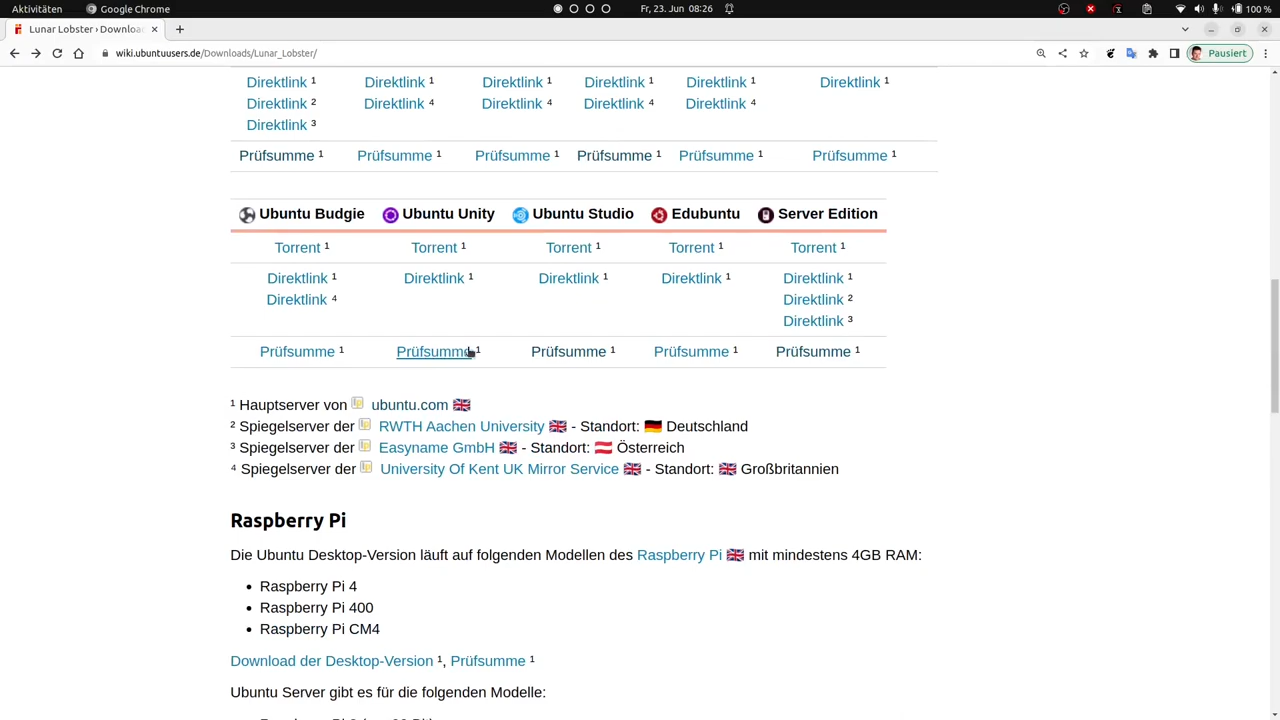 Aktivitäten Google Chrome Fr, 23. Jun 08:26 100 %
Lunar Lobster › Downloa
wiki.ubuntuusers.de/Downloads/Lunar_Lobster/ Pausiert
Direktlink ¹ Direktlink ¹ Direktlink ¹ Direktlink ¹ Direktlink ¹ Direktlink ¹
Direktlink ² Direktlink ⁴ Direktlink ⁴ Direktlink ⁴ Direktlink ⁴
Direktlink ³
Prüfsumme ¹ Prüfsumme ¹ Prüfsumme ¹ Prüfsumme ¹ Prüfsumme ¹ Prüfsumme ¹
Ubuntu Budgie Ubuntu Unity Ubuntu Studio Edubuntu Server Edition
Torrent ¹ Torrent ¹ Torrent ¹ Torrent ¹ Torrent ¹
Direktlink ¹ Direktlink ¹ Direktlink ¹ Direktlink ¹ Direktlink ¹
Direktlink ⁴ Direktlink ²
Direktlink ³
Prüfsumme ¹ Prüfsumme ¹ Prüfsumme ¹ Prüfsumme ¹ Prüfsumme ¹
¹ Hauptserver von ubuntu.com
² Spiegelserver der RWTH Aachen University - Standort: Deutschland
³ Spiegelserver der Easyname GmbH - Standort: Österreich
⁴ Spiegelserver der University Of Kent UK Mirror Service - Standort: Großbritannien
Raspberry Pi
Die Ubuntu Desktop-Version läuft auf folgenden Modellen des Raspberry Pi mit mindestens 4GB RAM:
• Raspberry Pi 4
• Raspberry Pi 400
• Raspberry Pi CM4
Download der Desktop-Version ¹, Prüfsumme ¹
Ubuntu Server gibt es für die folgenden Modelle: